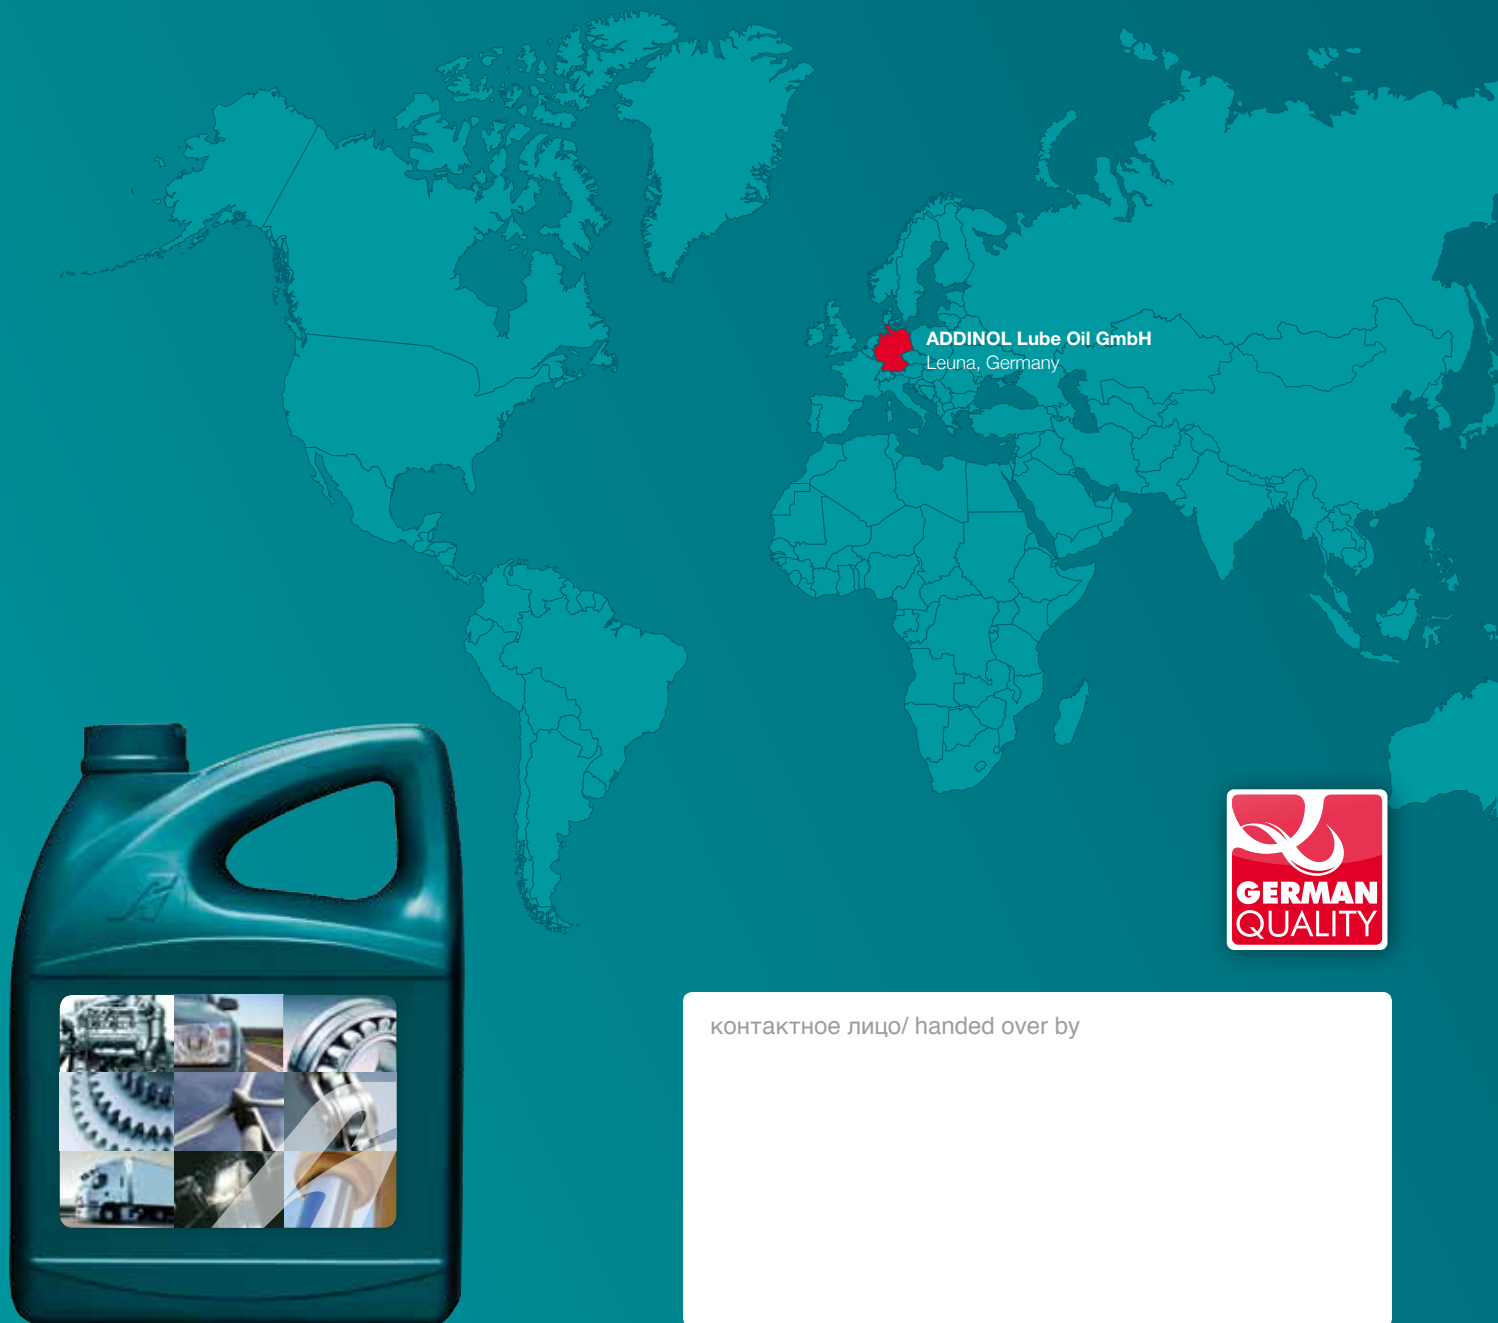 ADDINOL Lube Oil GmbH
Leuna, Germany
GERMAN
QUALITY
контактное лицо/ handed over by